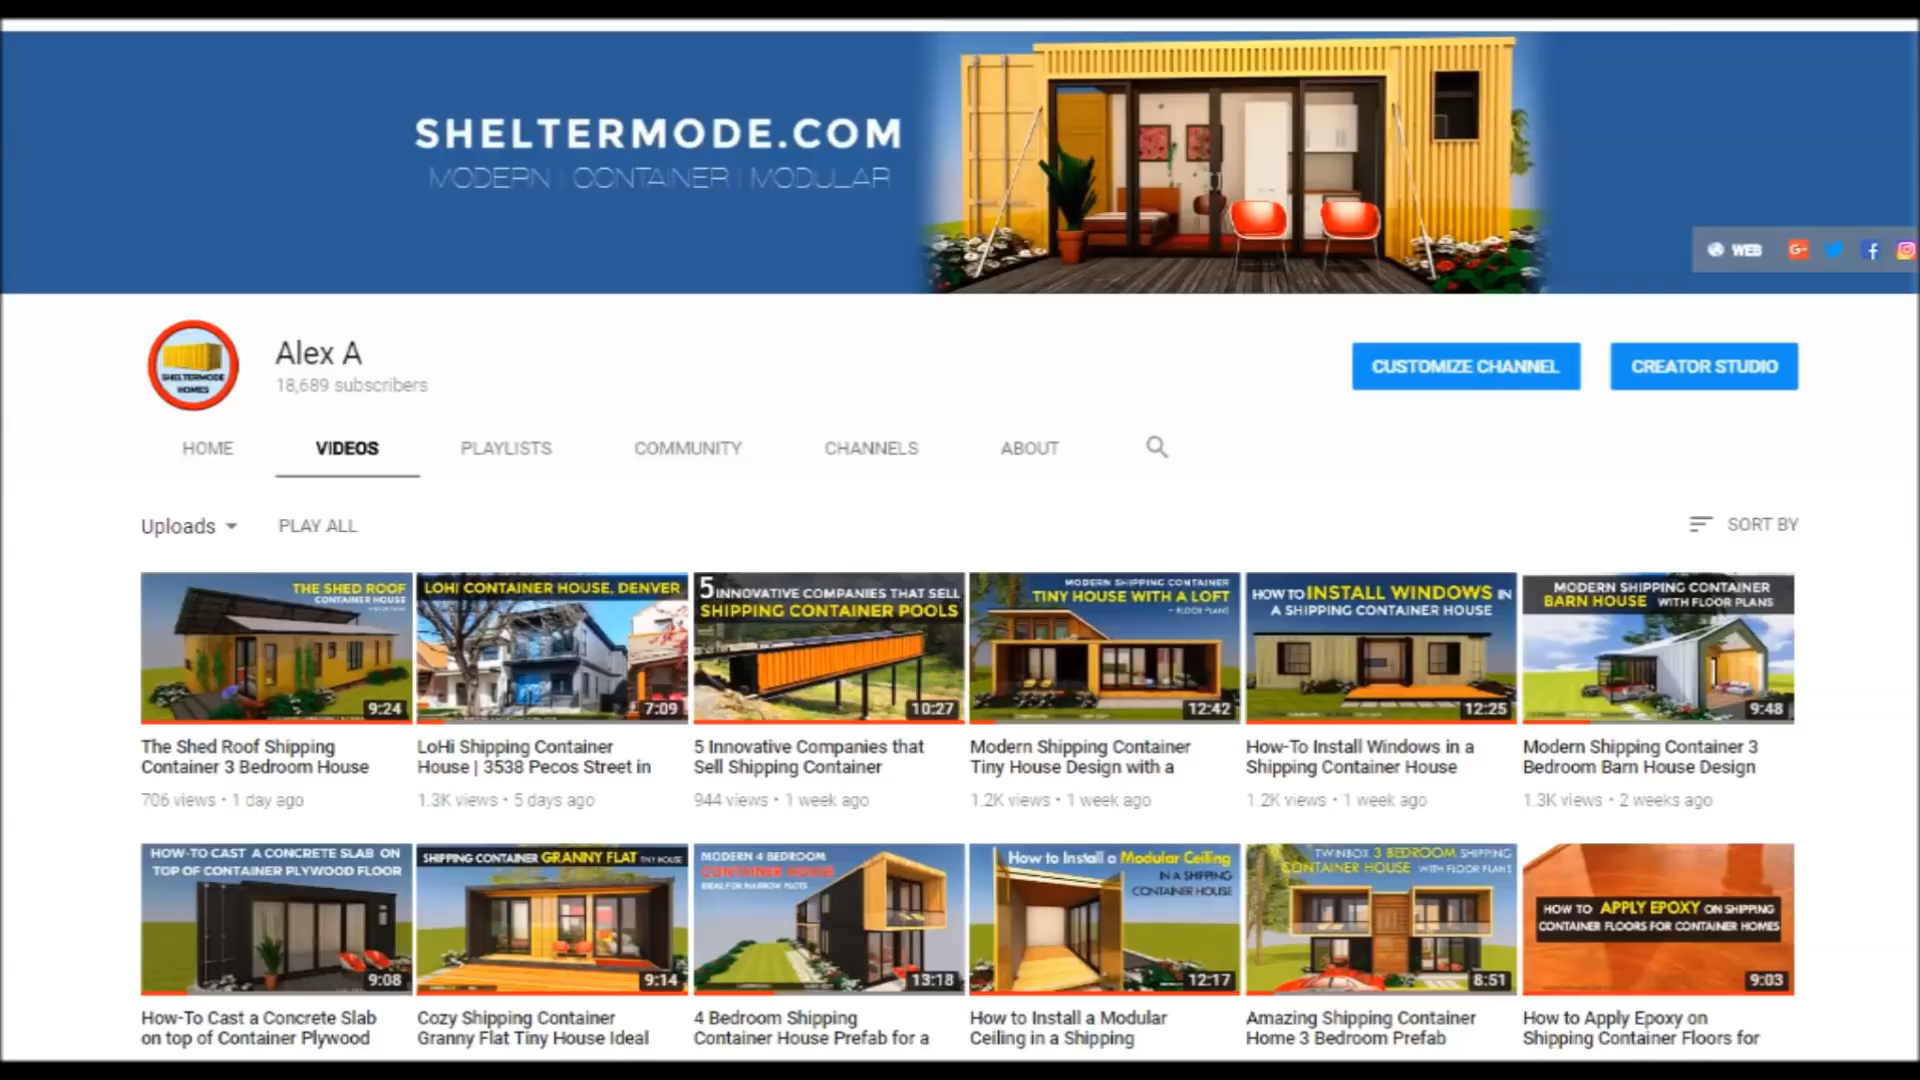 SHELTERMODE.COM
MODERN | CONTAINER | MODULAR
WEB
SHELTERMODE
HOMES
Alex A
18,689 subscribers
CUSTOMIZE CHANNEL
CREATOR STUDIO
HOME
VIDEOS
PLAYLISTS
COMMUNITY
CHANNELS
ABOUT
Uploads
PLAY ALL
SORT BY
THE SHED ROOF
CONTAINER HOUSE
9:24
LOHI CONTAINER HOUSE, DENVER
7:09
5 INNOVATIVE COMPANIES THAT SELL
SHIPPING CONTAINER POOLS
10:27
MODERN SHIPPING CONTAINER
TINY HOUSE WITH A LOFT
+ FLOOR PLANS
12:42
HOW TO INSTALL WINDOWS IN
A SHIPPING CONTAINER HOUSE
12:25
MODERN SHIPPING CONTAINER
BARN HOUSE WITH FLOOR PLANS
9:48
The Shed Roof Shipping
Container 3 Bedroom House
706 views • 1 day ago
LoHi Shipping Container
House | 3538 Pecos Street in
1.3K views • 5 days ago
5 Innovative Companies that
Sell Shipping Container
944 views • 1 week ago
Modern Shipping Container
Tiny House Design with a
1.2K views • 1 week ago
How-To Install Windows in a
Shipping Container House
1.2K views • 1 week ago
Modern Shipping Container 3
Bedroom Barn House Design
1.3K views • 2 weeks ago
HOW-TO CAST A CONCRETE SLAB ON
TOP OF CONTAINER PLYWOOD FLOOR
9:08
SHIPPING CONTAINER GRANNY FLAT TINY HOUSE
9:14
MODERN 4 BEDROOM
CONTAINER HOUSE
IDEAL FOR NARROW PLOTS
13:18
How to Install a Modular Ceiling
IN A SHIPPING
CONTAINER HOUSE
12:17
TWINBOX 3 BEDROOM SHIPPING
CONTAINER HOUSE WITH FLOOR PLANS
8:51
HOW TO APPLY EPOXY ON SHIPPING
CONTAINER FLOORS FOR CONTAINER HOMES
9:03
How-To Cast a Concrete Slab
on top of Container Plywood
Cozy Shipping Container
Granny Flat Tiny House Ideal
4 Bedroom Shipping
Container House Prefab for a
How to Install a Modular
Ceiling in a Shipping
Amazing Shipping Container
Home 3 Bedroom Prefab
How to Apply Epoxy on
Shipping Container Floors for